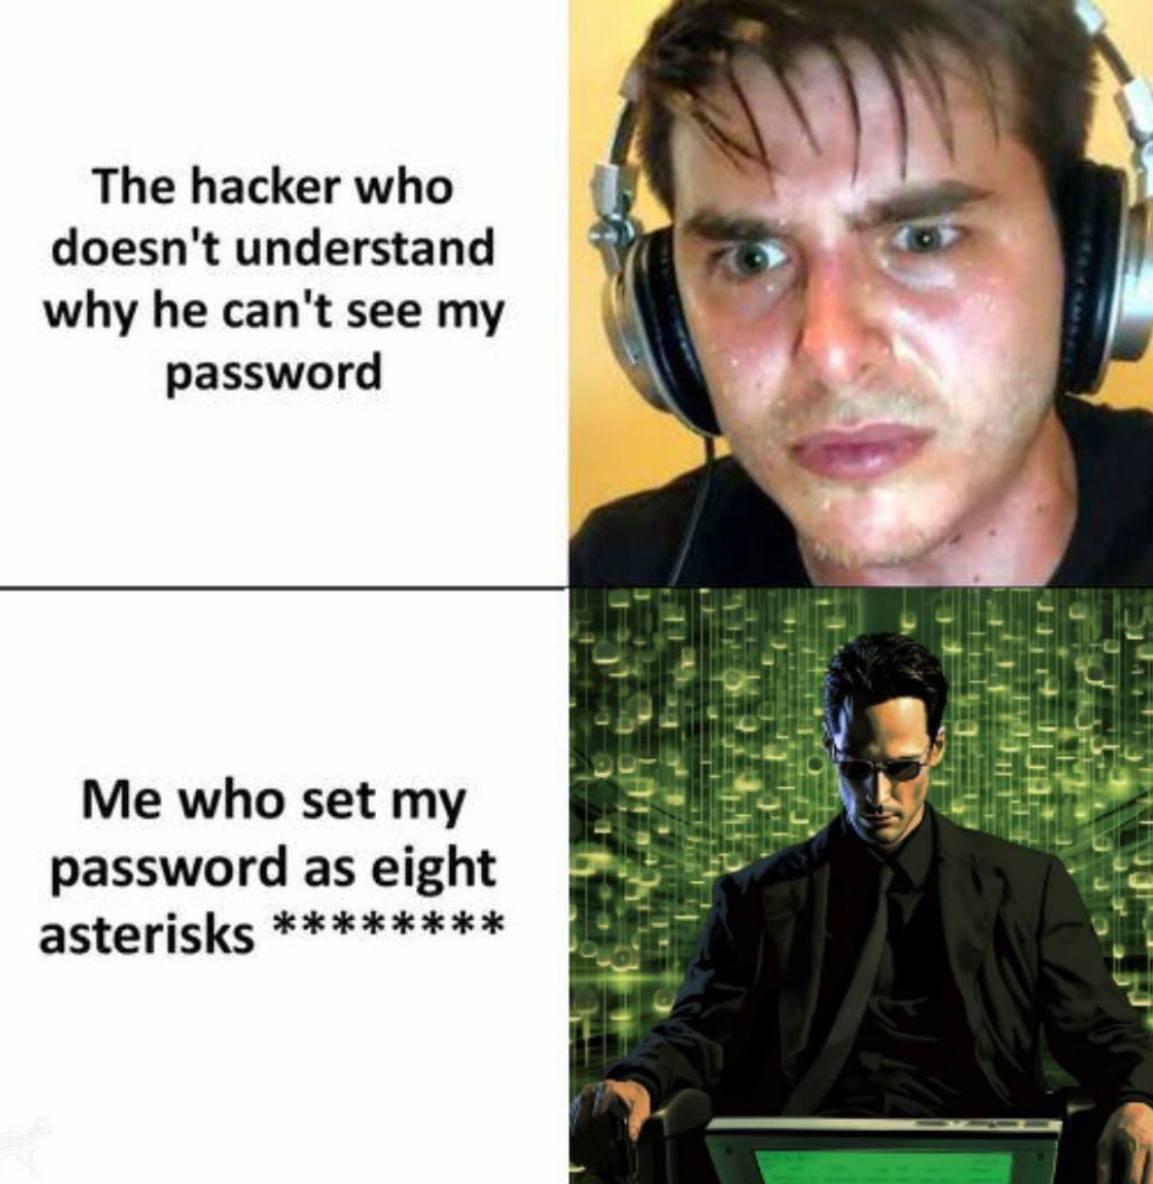 The hacker who
doesn't understand
why he can't see my
password
Me who set my
password as eight
asterisks ********